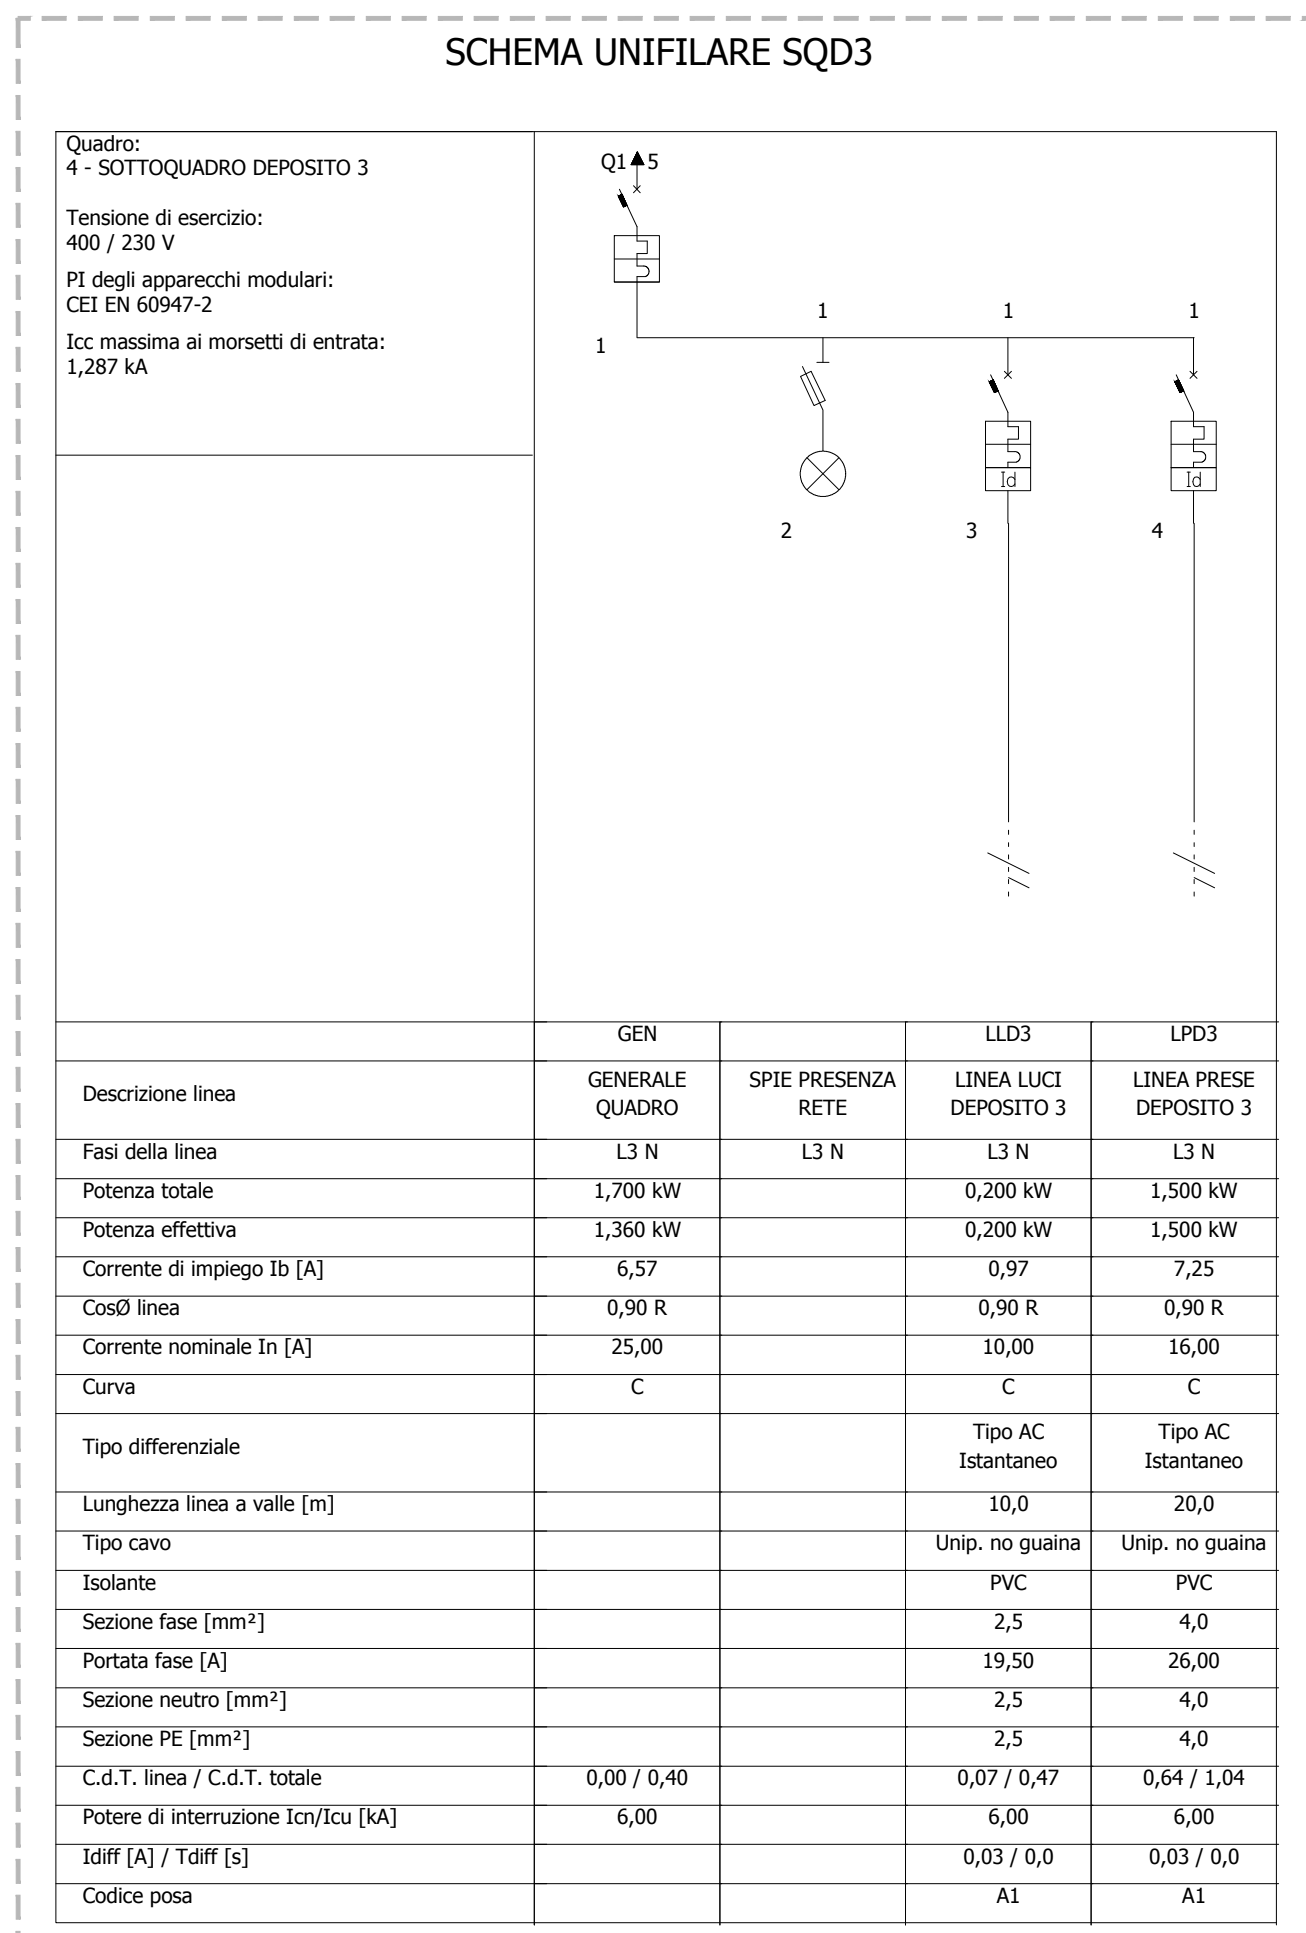 SCHEMA UNIFILARE SQD3
Quadro:
4 - SOTTOQUADRO DEPOSITO 3
Tensione di esercizio:
400 / 230 V
PI degli apparecchi modulari:
CEI EN 60947-2
Icc massima ai morsetti di entrata:
1,287 kA
Q1 5
1 1 1
1
Id Id
2 3 4
GEN LLD3 LPD3
Descrizione linea GENERALE QUADRO SPIE PRESENZA RETE LINEA LUCI DEPOSITO 3 LINEA PRESE DEPOSITO 3
Fasi della linea L3 N L3 N L3 N L3 N
Potenza totale 1,700 kW 0,200 kW 1,500 kW
Potenza effettiva 1,360 kW 0,200 kW 1,500 kW
Corrente di impiego Ib [A] 6,57 0,97 7,25
CosØ linea 0,90 R 0,90 R 0,90 R
Corrente nominale In [A] 25,00 10,00 16,00
Curva C C C
Tipo differenziale Tipo AC Istantaneo Tipo AC Istantaneo
Lunghezza linea a valle [m] 10,0 20,0
Tipo cavo Unip. no guaina Unip. no guaina
Isolante PVC PVC
Sezione fase [mm²] 2,5 4,0
Portata fase [A] 19,50 26,00
Sezione neutro [mm²] 2,5 4,0
Sezione PE [mm²] 2,5 4,0
C.d.T. linea / C.d.T. totale 0,00 / 0,40 0,07 / 0,47 0,64 / 1,04
Potere di interruzione Icn/Icu [kA] 6,00 6,00 6,00
Idiff [A] / Tdiff [s] 0,03 / 0,0 0,03 / 0,0
Codice posa A1 A1